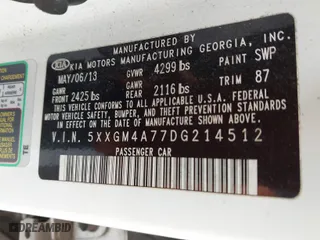 MANUFACTURED BY
KIA KIA MOTORS MANUFACTURING GEORGIA, INC.
MAY/06/13 GVWR 4299 lbs PAINT SWP
GAWR FRONT 2425 lbs GAWR REAR 2116 lbs TRIM 87
THIS VEHICLE CONFORMS TO ALL APPLICABLE U.S. FEDERAL MOTOR
VEHICLE SAFETY, BUMPER, AND THEFT PREVENTION STANDARDS
IN EFFECT ON THE DATE OF MANUFACTURE SHOWN ABOVE.
V.I.N. 5XXGM4A77DG214512
PASSENGER CAR
TE